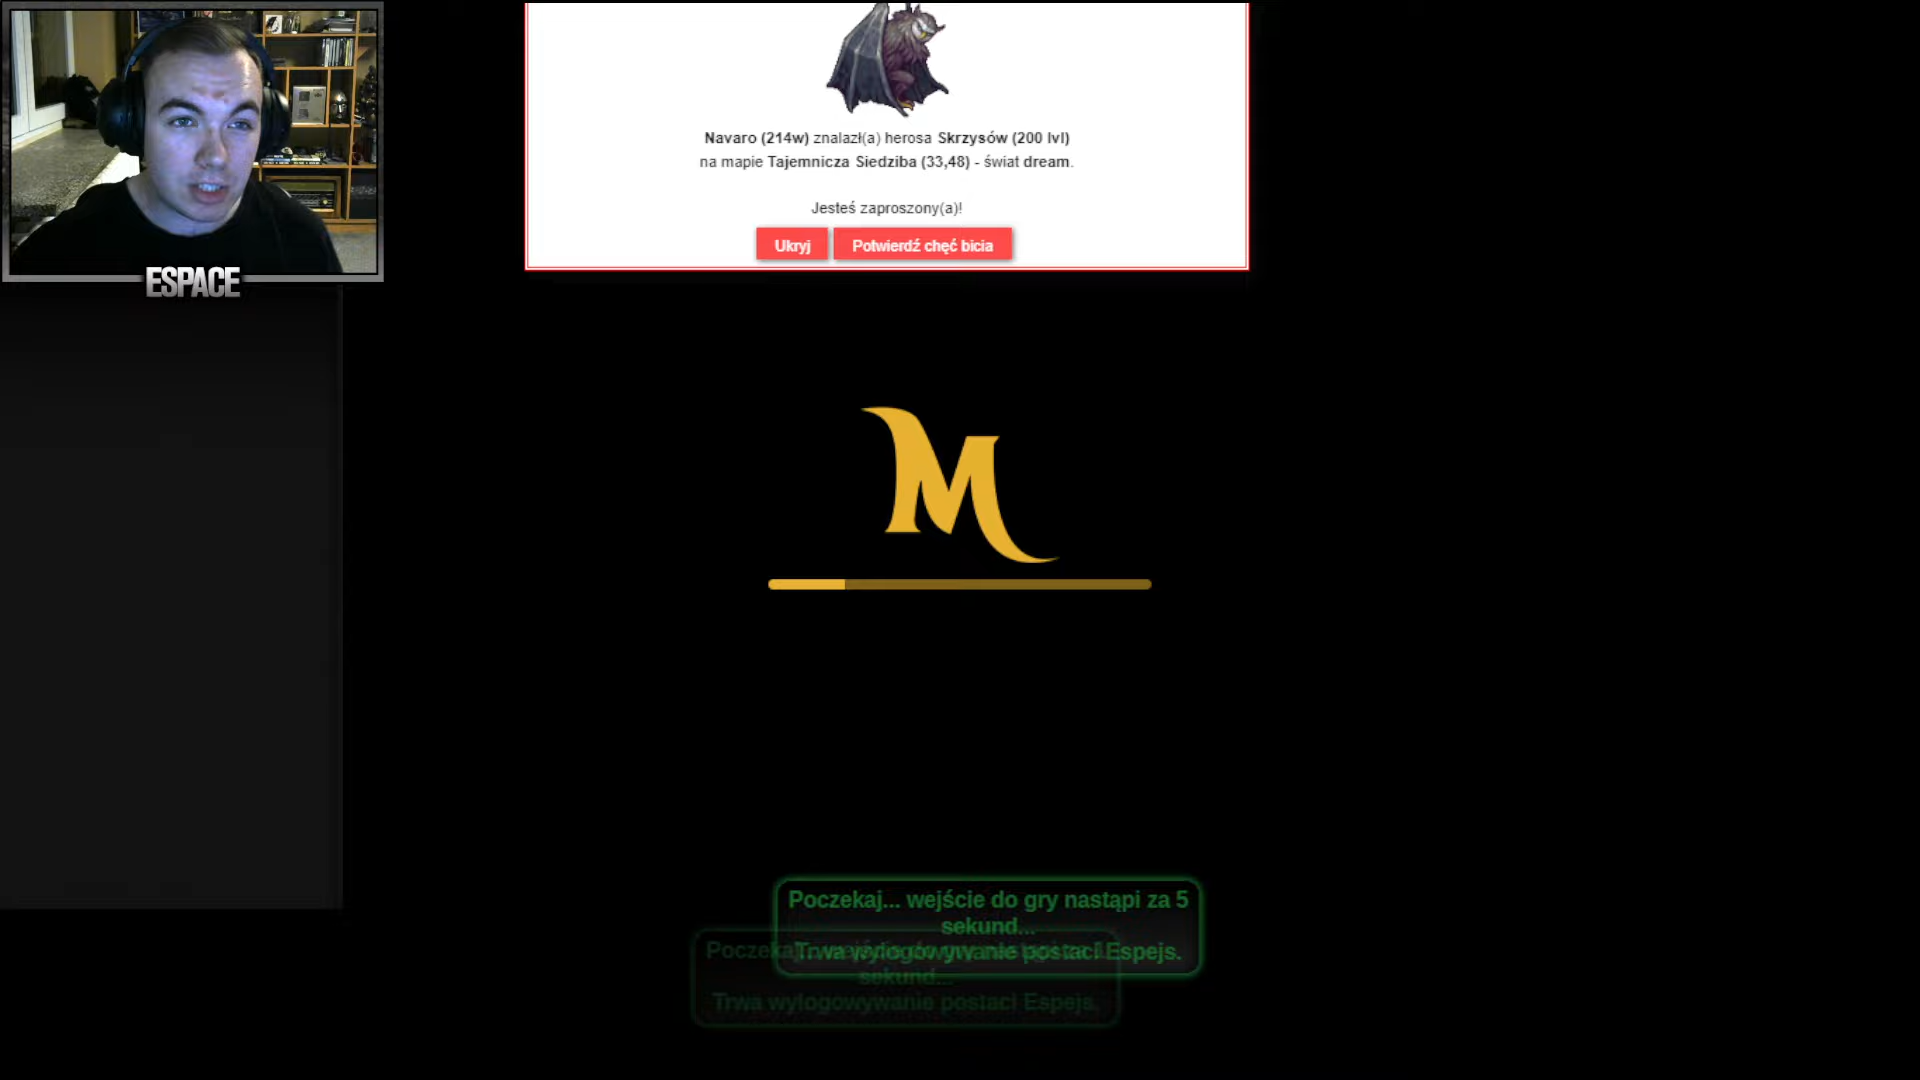 Navaro (214w) znalazł(a) herosa Skrzysów (200 lvl)
na mapie Tajemnicza Siedziba (33,48) - świat dream.
Jesteś zaproszony(a)!
Ukryj
Potwierdź chęć bicia
ESPACE
M
Poczekaj... wejście do gry nastąpi za 5
sekund...
Trwa wylogowywanie postaci Espejs.
sekund...
Trwa wylogowywanie postaci Espejs.